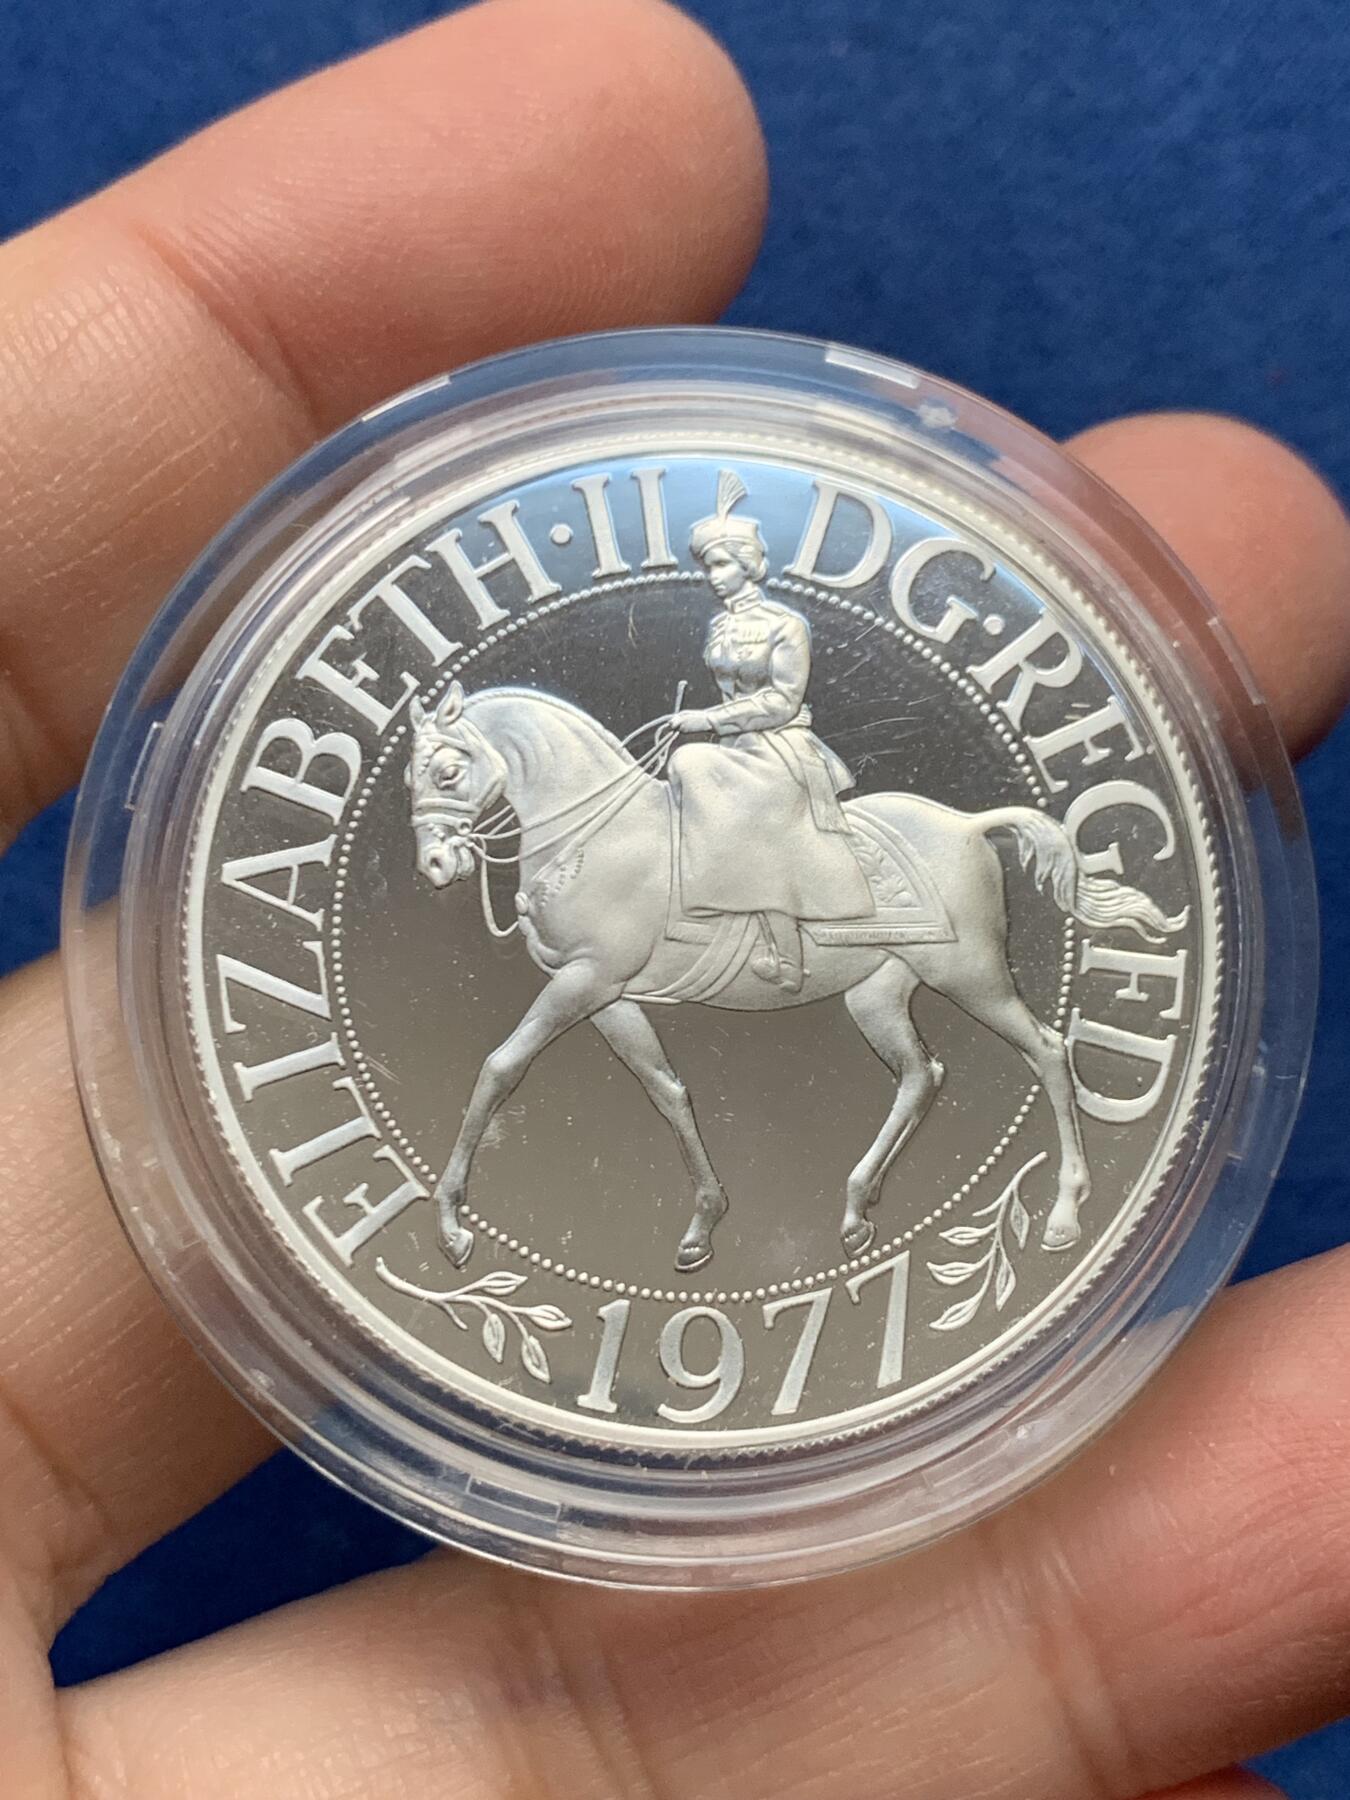 ELIZABETH·II DG·REG FD
1977